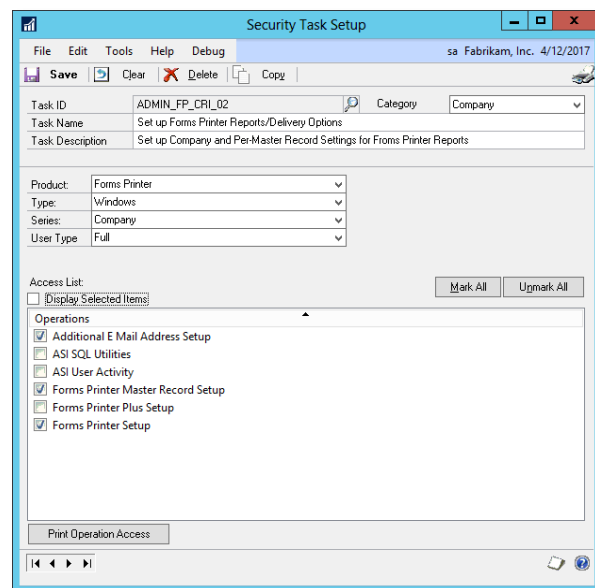 Security Task Setup
File Edit Tools Help Debug sa Fabrikam, Inc. 4/12/2017
Save Clear Delete Copy
Task ID ADMIN_FP_CRI_02 Category Company
Task Name Set up Forms Printer Reports/Delivery Options
Task Description Set up Company and Per-Master Record Settings for Froms Printer Reports
Product: Forms Printer
Type: Windows
Series: Company
User Type Full
Access List:
Mark All Unmark All
Display Selected Items
Operations
Additional E Mail Address Setup
ASI SQL Utilities
ASI User Activity
Forms Printer Master Record Setup
Forms Printer Plus Setup
Forms Printer Setup
Print Operation Access